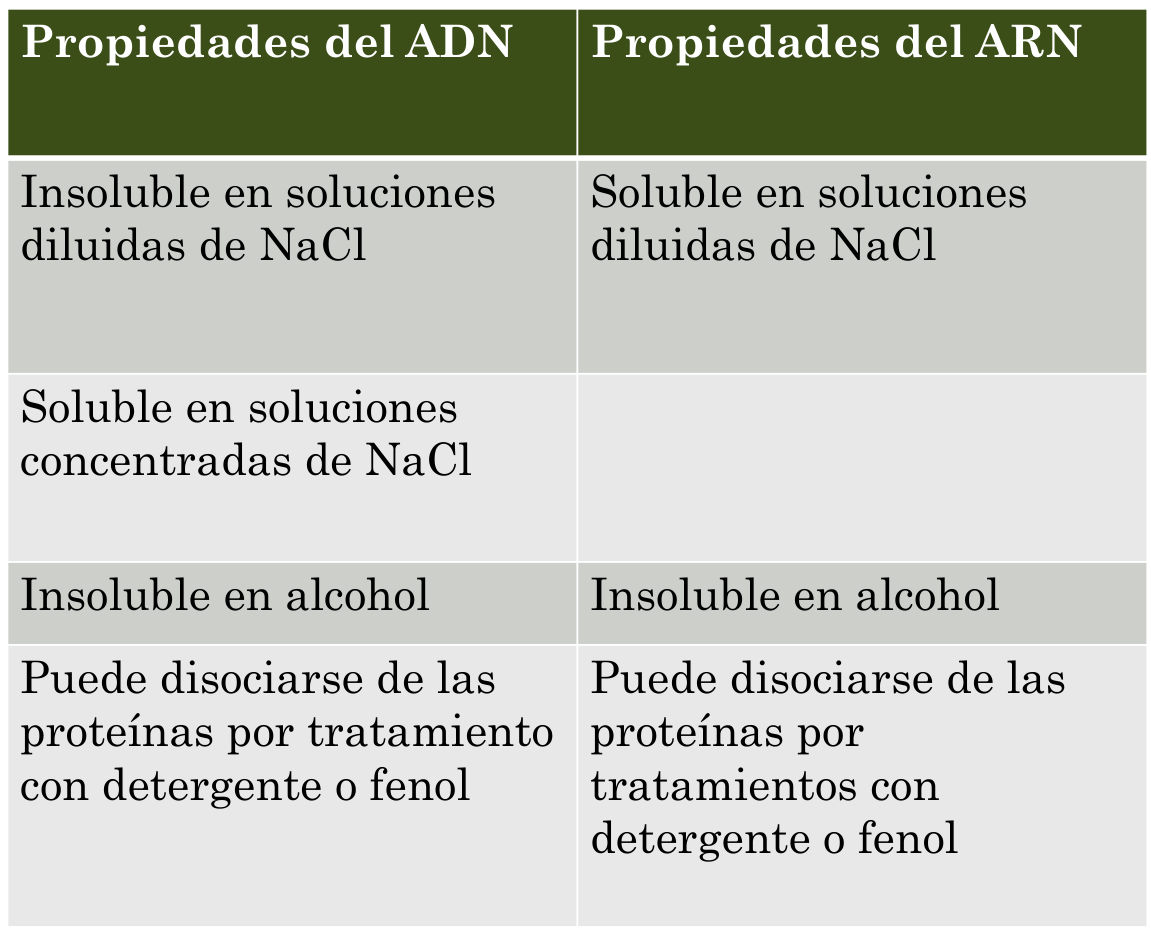 Propiedades del ADN
Propiedades del ARN
Insoluble en soluciones
diluidas de NaCl
Soluble en soluciones
diluidas de NaCl
Soluble en soluciones
concentradas de NaCl
Insoluble en alcohol
Insoluble en alcohol
Puede disociarse de las
proteínas por tratamiento
con detergente o fenol
Puede disociarse de las
proteínas por
tratamientos con
detergente o fenol